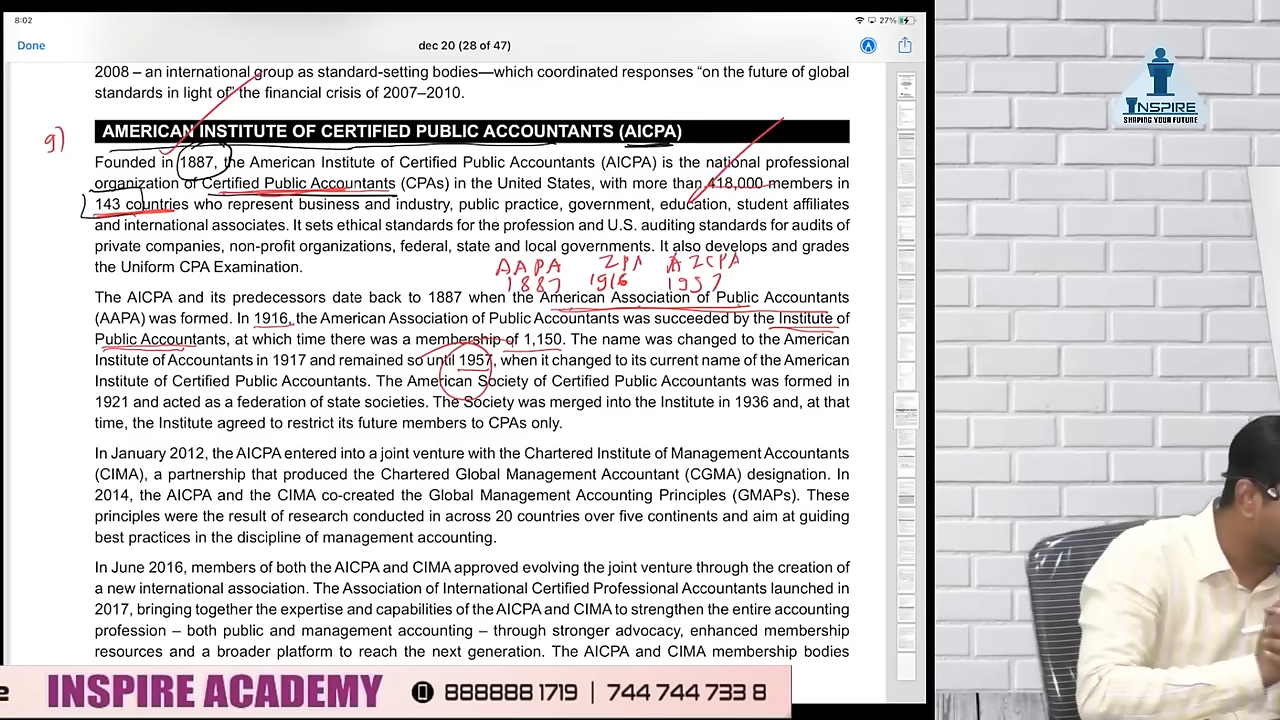 8:02
27%
Done
dec 20 (28 of 47)
2008 – an international group as standard-setting bodies—which coordinated responses “on the future of global
standards in light of” the financial crisis of 2007–2010.
g)
AMERICAN INSTITUTE OF CERTIFIED PUBLIC ACCOUNTANTS (AICPA)
Founded in 1887, the American Institute of Certified Public Accountants (AICPA) is the national professional
organization of Certified Public Accountants (CPAs) in the United States, with more than 418,000 members in
143 countries who represent business and industry, public practice, government, education, student affiliates
and international associates. It sets ethical standards for the profession and U.S. auditing standards for audits of
private companies, non-profit organizations, federal, state and local governments. It also develops and grades
the Uniform CPA Examination.
AAPA IPA AICPA
1887 1916 1957
The AICPA and its predecessors date back to 1887 when the American Association of Public Accountants
(AAPA) was formed. In 1916, the American Association of Public Accountants was succeeded by the Institute of
Public Accountants, at which time there was a membership of 1,150. The name was changed to the American
Institute of Accountants in 1917 and remained so until 1957, when it changed to its current name of the American
Institute of Certified Public Accountants. The American Society of Certified Public Accountants was formed in
1921 and acted as a federation of state societies. The Society was merged into the Institute in 1936 and, at that
time, the Institute agreed to restrict its future members to CPAs only.
In January 2012, the AICPA entered into a joint venture with the Chartered Institute of Management Accountants
(CIMA), a partnership that produced the Chartered Global Management Accountant (CGMA) designation. In
2014, the AICPA and the CIMA co-created the Global Management Accounting Principles (GMAPs). These
principles were the result of research conducted in across 20 countries over five continents and aim at guiding
best practices in the discipline of management accounting.
In June 2016, members of both the AICPA and CIMA approved evolving the joint venture through the creation of
a new international association. The Association of International Certified Professional Accountants launched in
2017, bringing together the expertise and capabilities of the AICPA and CIMA to strengthen the entire accounting
profession – both public and management accounting – through stronger advocacy, enhanced membership
resources and a broader platform to reach the next generation. The AICPA and CIMA membership bodies
INSPIRE
SHAPING YOUR FUTURE
e INSPIRE ACADEMY 888888 1719 | 744 744 733 8